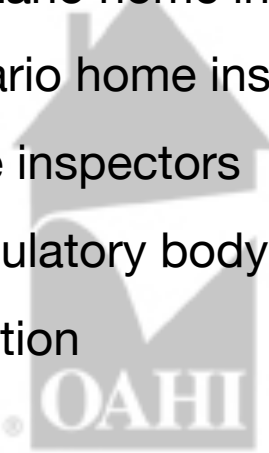 ario home in
ario home ins
inspectors
ulatory body
tion
® OAHI